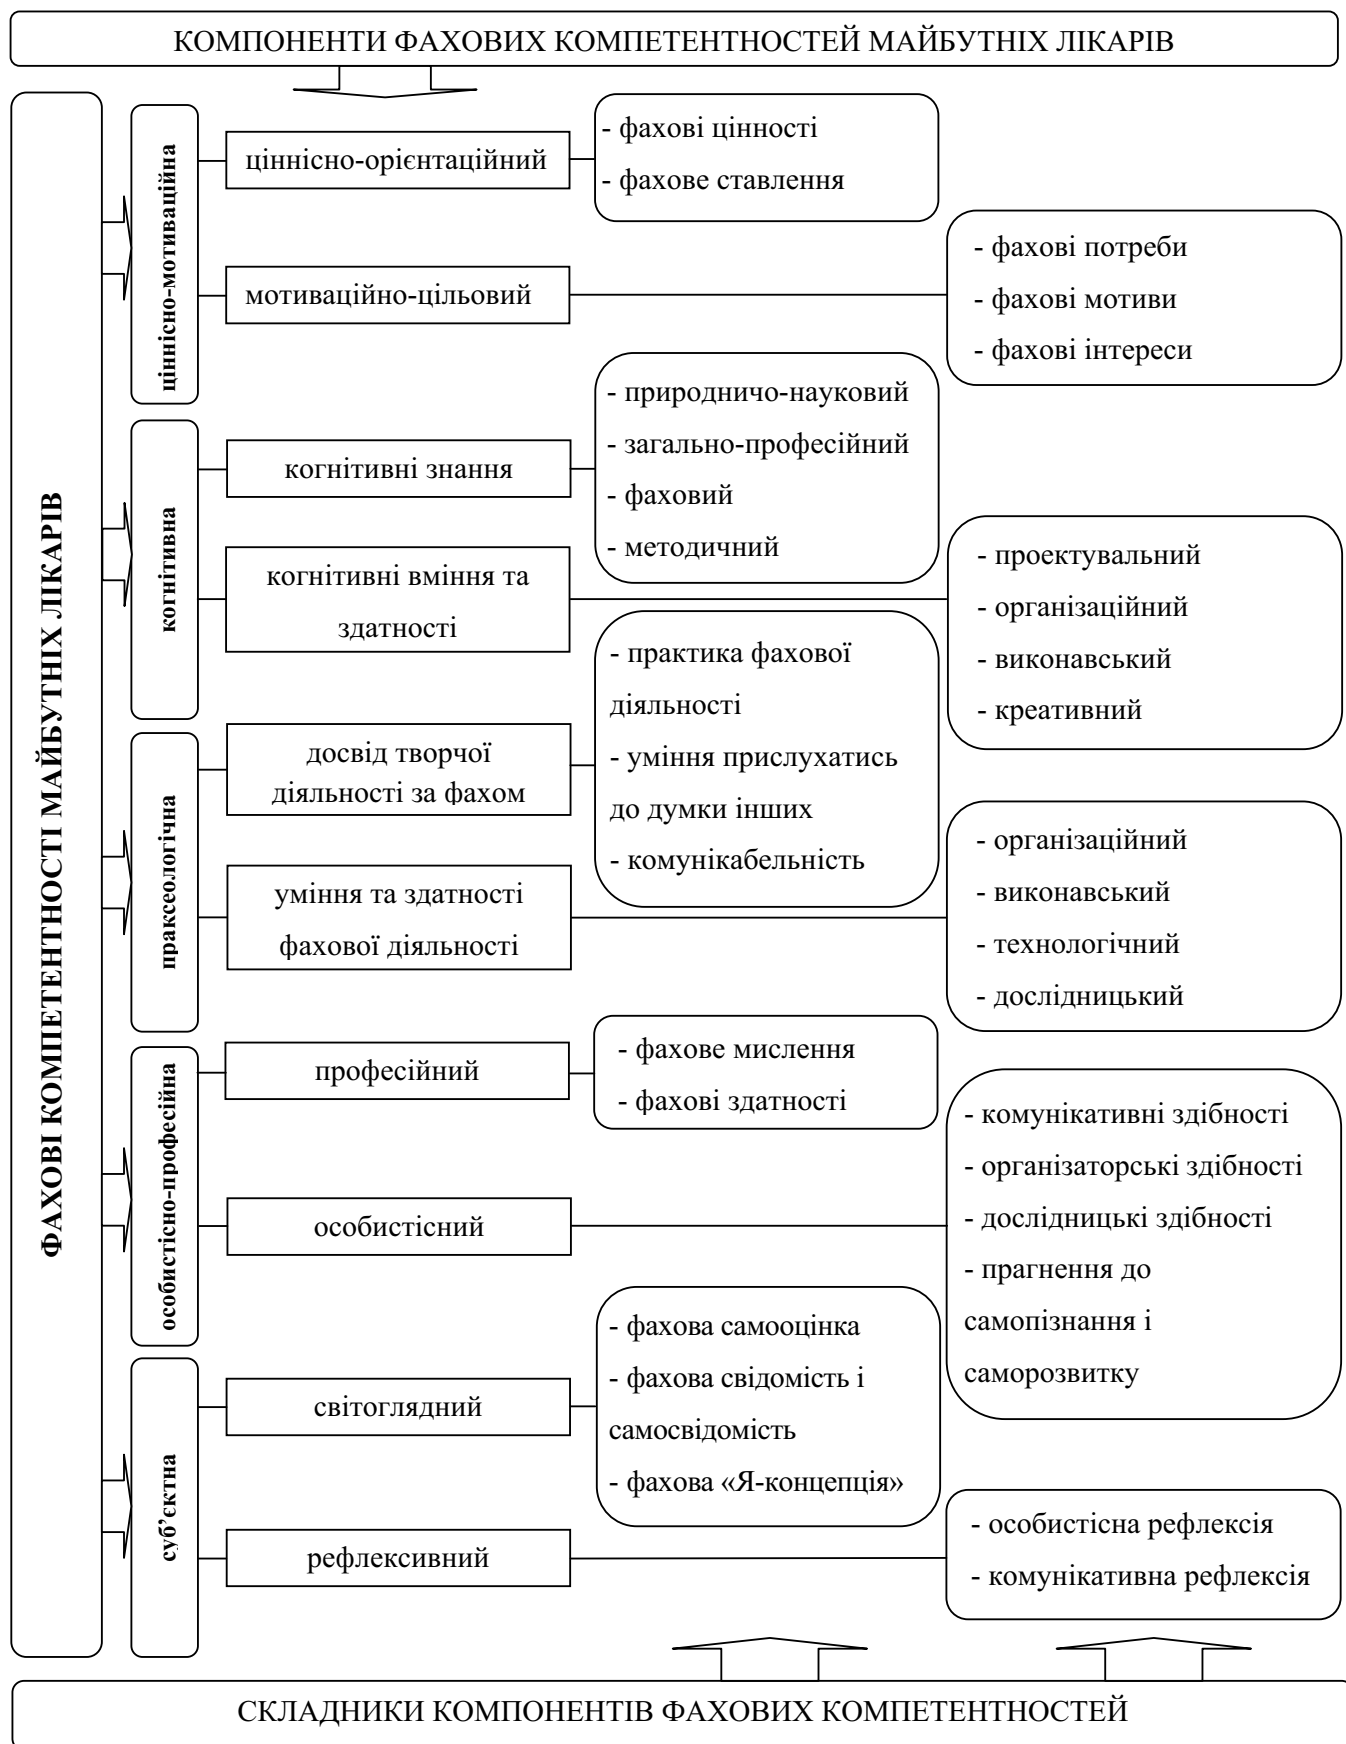 КОМПОНЕНТИ ФАХОВИХ КОМПЕТЕНТНОСТЕЙ МАЙБУТНІХ ЛІКАРІВ
ФАХОВІ КОМПЕТЕНТНОСТІ МАЙБУТНІХ ЛІКАРІВ
ціннісно-мотиваційна
ціннісно-орієнтаційний
- фахові цінності
- фахове ставлення
мотиваційно-цільовий
- фахові потреби
- фахові мотиви
- фахові інтереси
когнітивна
когнітивні знання
- природничо-науковий
- загально-професійний
- фаховий
- методичний
когнітивні вміння та
здатності
- проектувальний
- організаційний
- виконавський
- креативний
праксеологічна
досвід творчої
діяльності за фахом
- практика фахової
діяльності
- уміння прислухатись
до думки інших
- комунікабельність
уміння та здатності
фахової діяльності
- організаційний
- виконавський
- технологічний
- дослідницький
особистісно-професійна
професійний
- фахове мислення
- фахові здатності
особистісний
- комунікативні здібності
- організаторські здібності
- дослідницькі здібності
- прагнення до
самопізнання і
саморозвитку
суб’єктна
світоглядний
- фахова самооцінка
- фахова свідомість і
самосвідомість
- фахова «Я-концепція»
рефлексивний
- особистісна рефлексія
- комунікативна рефлексія
СКЛАДНИКИ КОМПОНЕНТІВ ФАХОВИХ КОМПЕТЕНТНОСТЕЙ